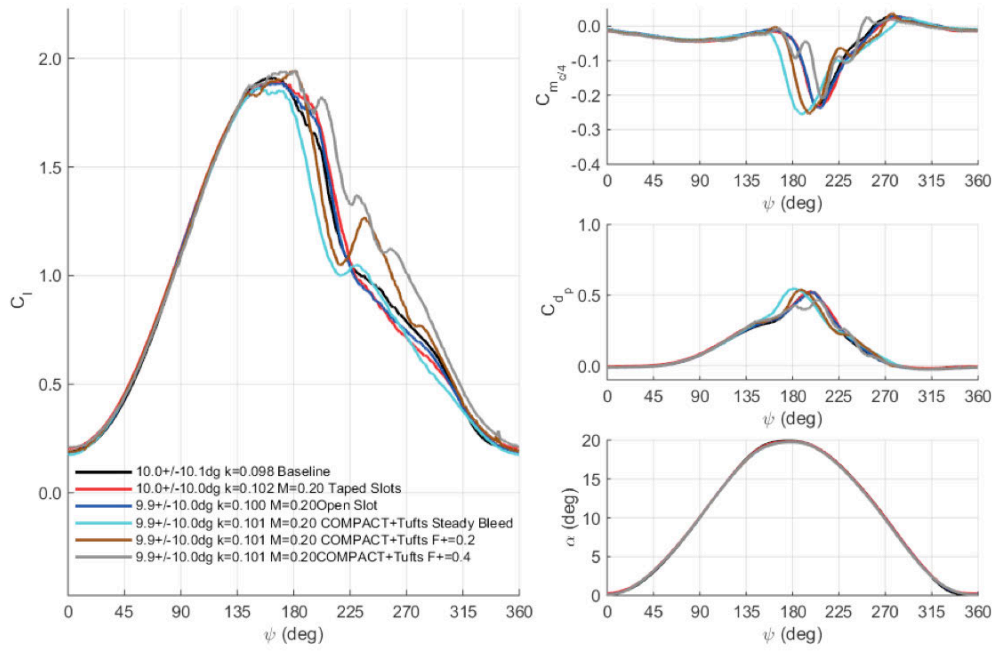 2.0
1.5
1.0
0.5
0.0
C_l
10.0+/-10.1dg k=0.098 Baseline
10.0+/-10.0dg k=0.102 M=0.20 Taped Slots
9.9+/-10.0dg k=0.100 M=0.20Open Slot
9.9+/-10.0dg k=0.101 M=0.20 COMPACT+Tufts Steady Bleed
9.9+/-10.0dg k=0.101 M=0.20 COMPACT+Tufts F+=0.2
9.9+/-10.0dg k=0.101 M=0.20COMPACT+Tufts F+=0.4
0 45 90 135 180 225 270 315 360
ψ (deg)
0.0
-0.1
-0.2
-0.3
-0.4
C_m_c/4
0 45 90 135 180 225 270 315 360
ψ (deg)
1.0
0.5
0.0
C_d_p
0 45 90 135 180 225 270 315 360
ψ (deg)
20
15
10
5
0
α (deg)
0 45 90 135 180 225 270 315 360
ψ (deg)